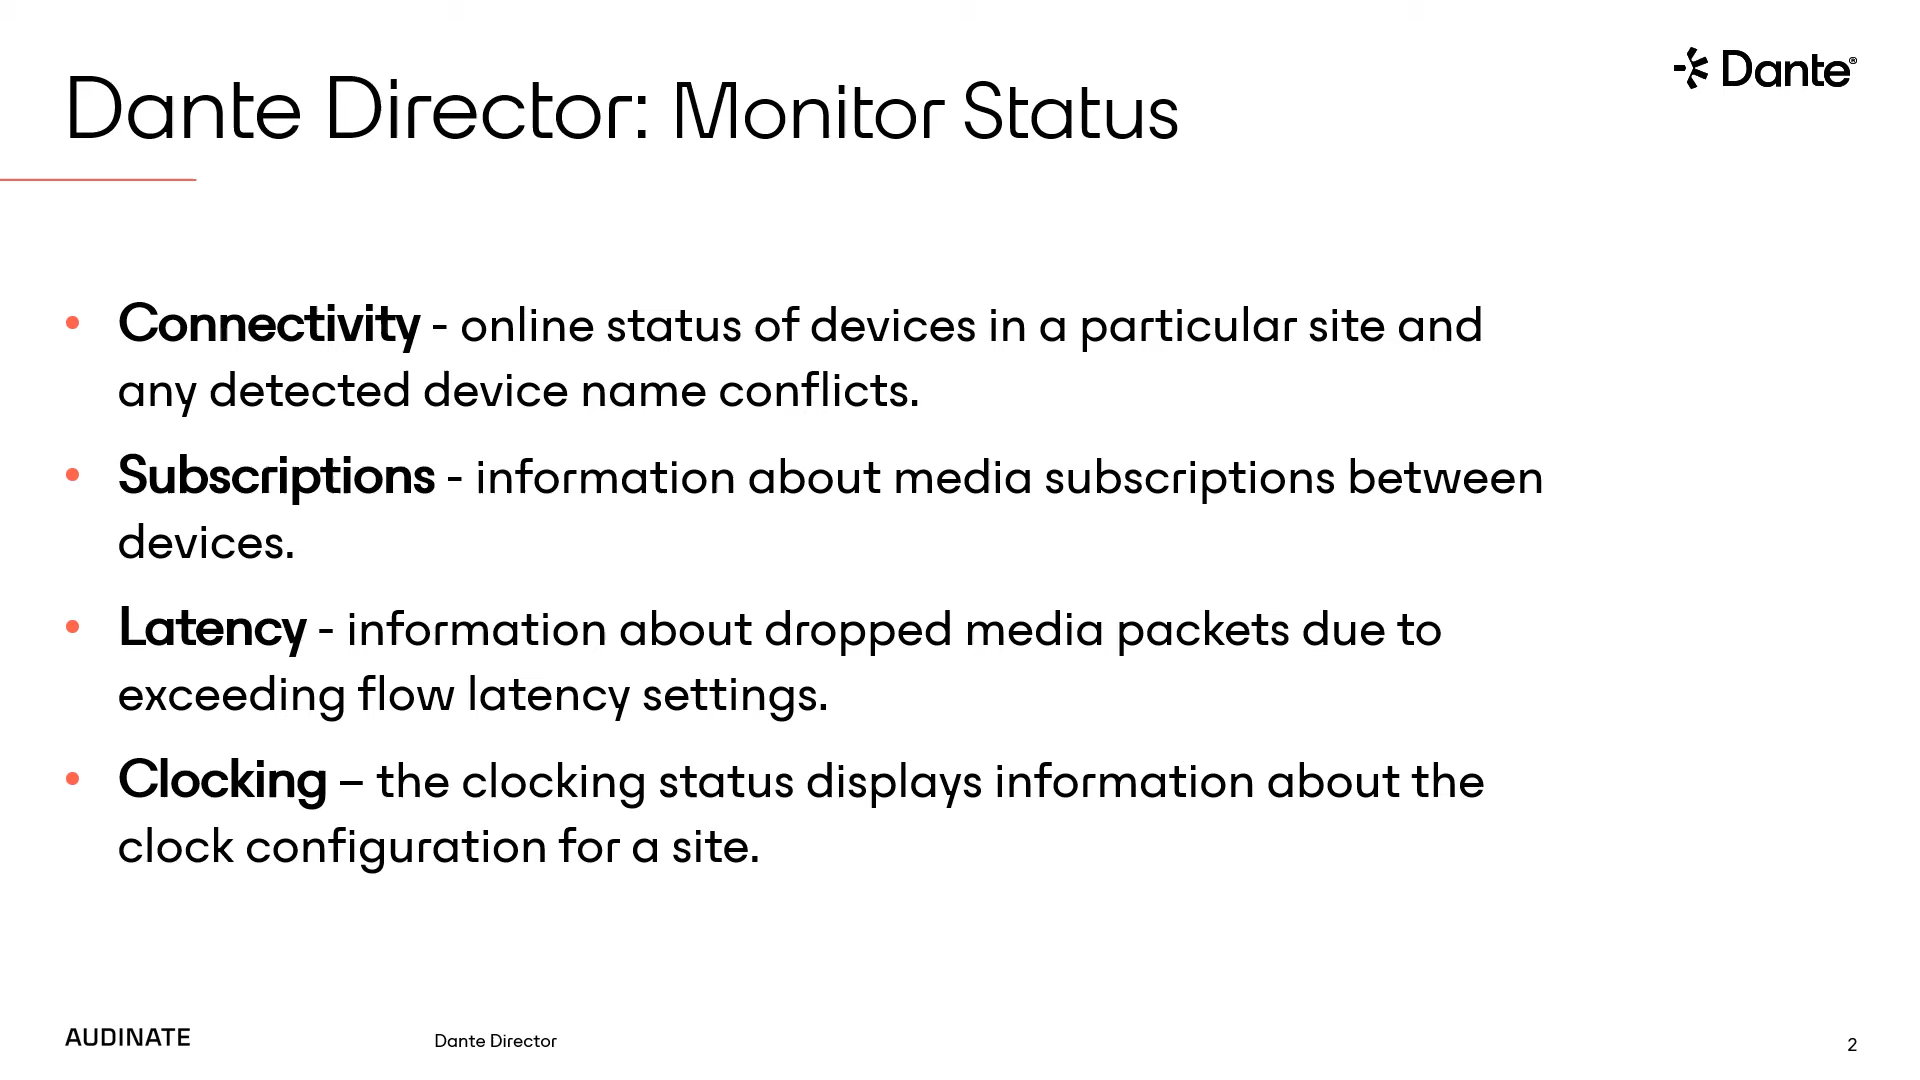 Dante®
Dante Director: Monitor Status
• Connectivity - online status of devices in a particular site and
any detected device name conflicts.
• Subscriptions - information about media subscriptions between
devices.
• Latency - information about dropped media packets due to
exceeding flow latency settings.
• Clocking – the clocking status displays information about the
clock configuration for a site.
AUDINATE
Dante Director
2